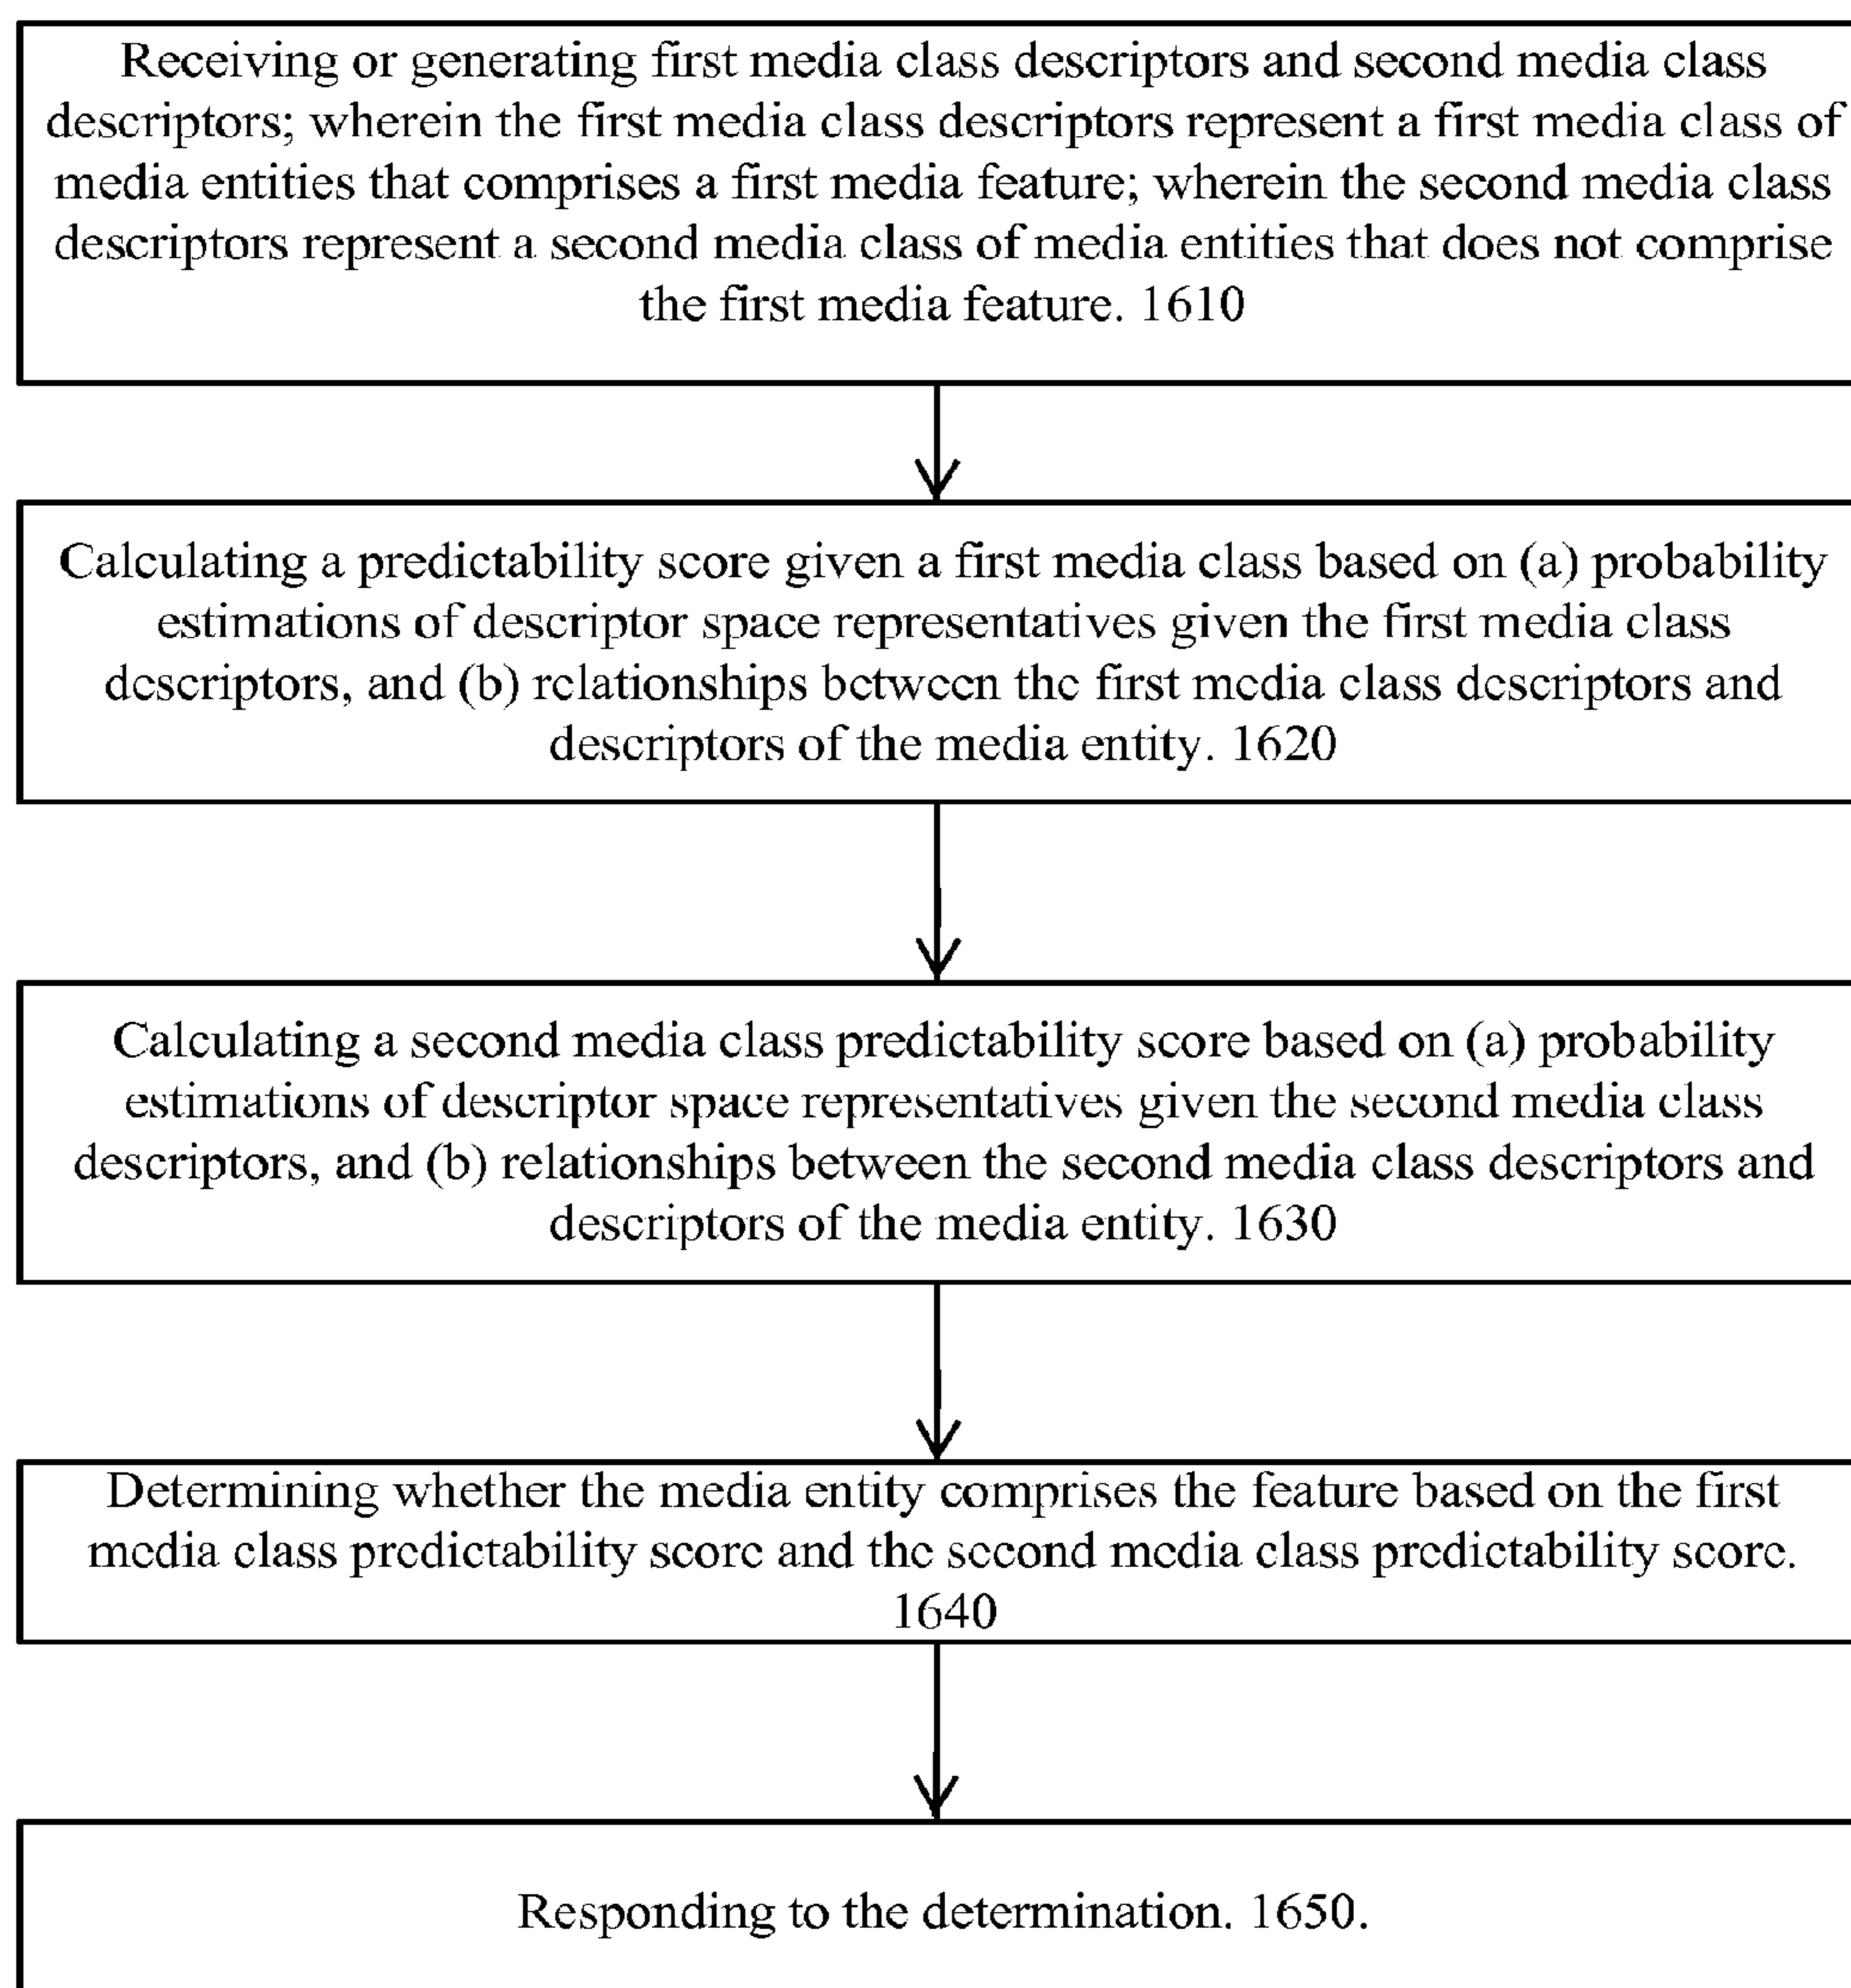 Receiving or generating first media class descriptors and second media class
descriptors; wherein the first media class descriptors represent a first media class of
media entities that comprises a first media feature; wherein the second media class
descriptors represent a second media class of media entities that does not comprise
the first media feature. 1610
Calculating a predictability score given a first media class based on (a) probability
estimations of descriptor space representatives given the first media class
descriptors, and (b) relationships between the first media class descriptors and
descriptors of the media entity. 1620
Calculating a second media class predictability score based on (a) probability
estimations of descriptor space representatives given the second media class
descriptors, and (b) relationships between the second media class descriptors and
descriptors of the media entity. 1630
Determining whether the media entity comprises the feature based on the first
media class predictability score and the second media class predictability score.
1640
Responding to the determination. 1650.